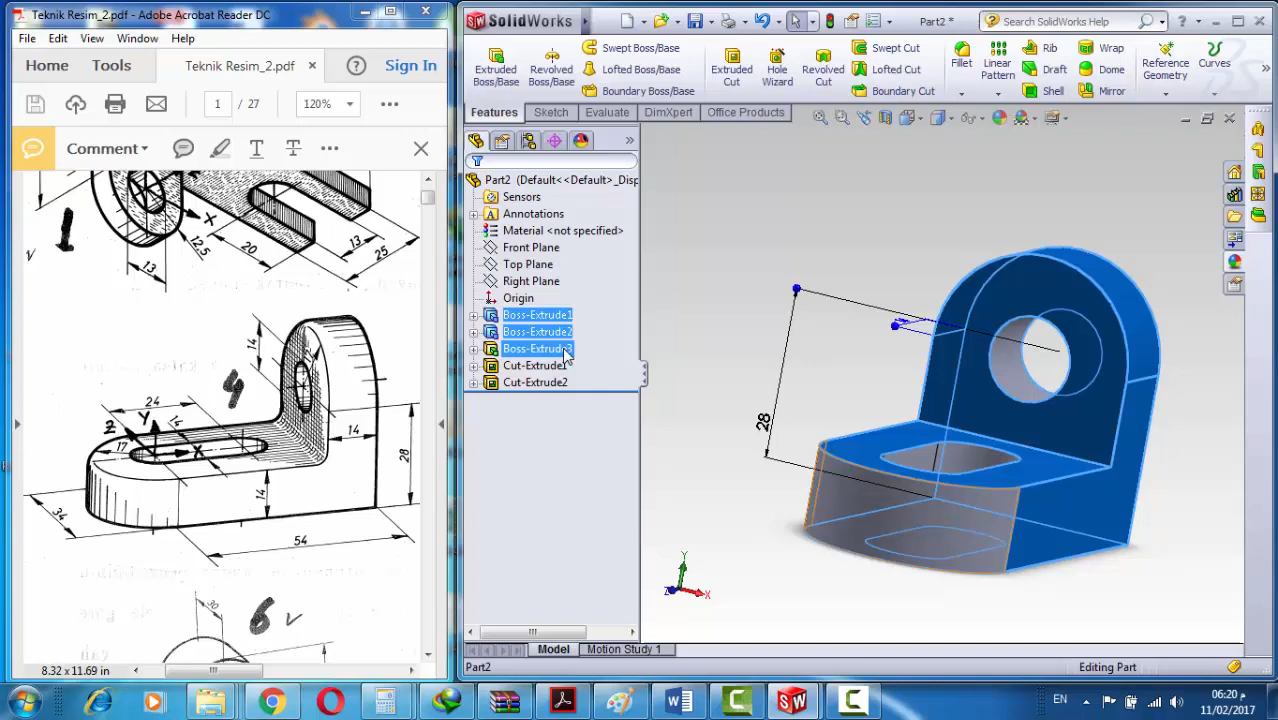 Teknik Resim_2.pdf - Adobe Acrobat Reader DC
File Edit View Window Help
Home Tools Teknik Resim_2.pdf × Sign In
1 / 27 120%
Comment
1
X
12,5
20
13
25
13
V
14
4
24
Y
14
Z
17
X
14
28
14
34
54
30
6 V
8.32 x 11.69 in
SolidWorks Part2 * Search SolidWorks Help
Extruded Boss/Base
Revolved Boss/Base
Swept Boss/Base
Lofted Boss/Base
Boundary Boss/Base
Extruded Cut
Hole Wizard
Revolved Cut
Swept Cut
Lofted Cut
Boundary Cut
Fillet
Linear Pattern
Rib
Draft
Shell
Wrap
Dome
Mirror
Reference Geometry
Curves
Features Sketch Evaluate DimXpert Office Products
Part2 (Default<<Default>_Disp
Sensors
Annotations
Material <not specified>
Front Plane
Top Plane
Right Plane
Origin
Boss-Extrude1
Boss-Extrude2
Boss-Extrude3
Cut-Extrude1
Cut-Extrude2
28
Y
Z
X
Model Motion Study 1
Part2 Editing Part
EN
06:20 م
11/02/2017